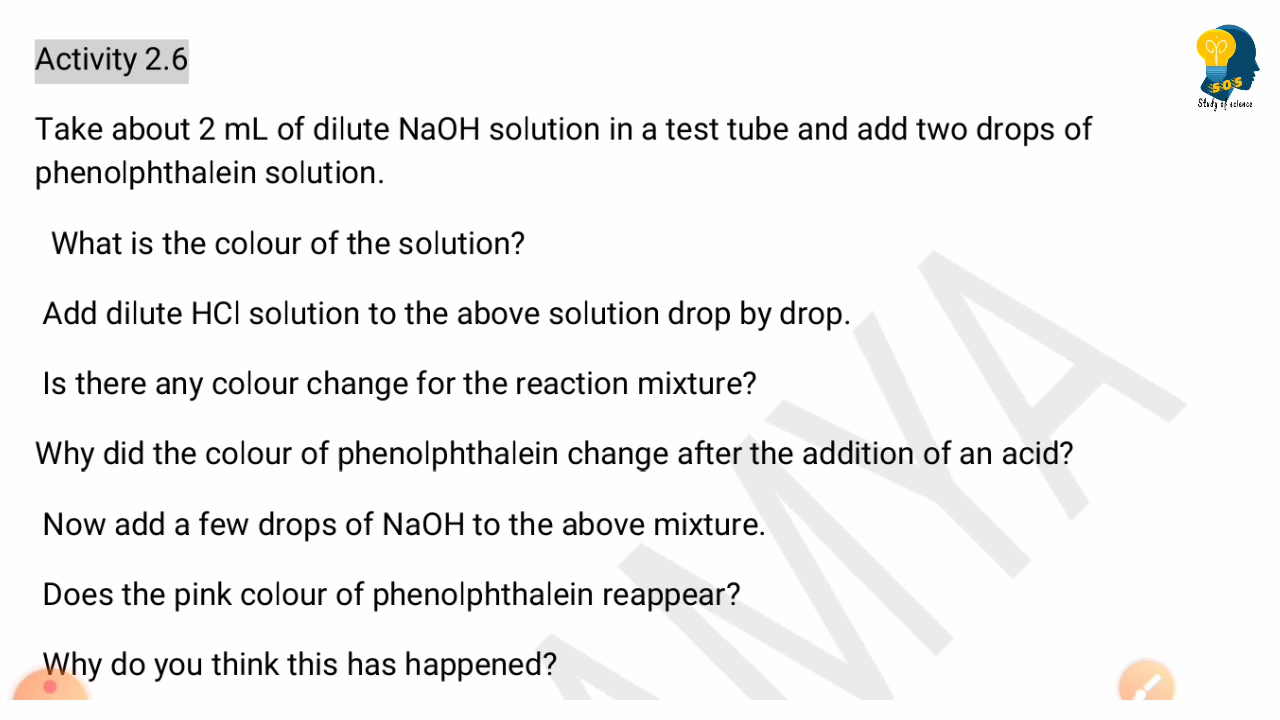 Activity 2.6
Take about 2 mL of dilute NaOH solution in a test tube and add two drops of
phenolphthalein solution.
What is the colour of the solution?
Add dilute HCl solution to the above solution drop by drop.
Is there any colour change for the reaction mixture?
Why did the colour of phenolphthalein change after the addition of an acid?
Now add a few drops of NaOH to the above mixture.
Does the pink colour of phenolphthalein reappear?
Why do you think this has happened?
SOS
Study of science
AMYA